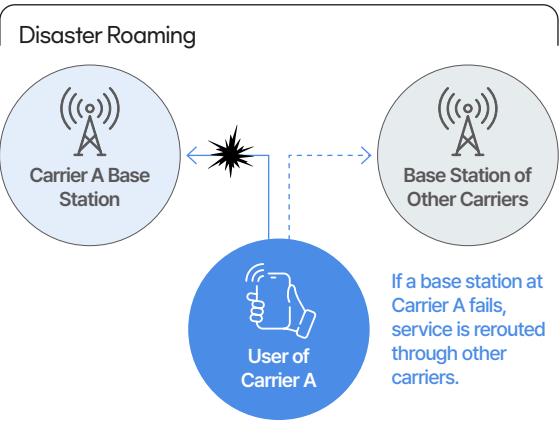 Disaster Roaming
Carrier A Base
Station
Base Station of
Other Carriers
User of
Carrier A
If a base station at
Carrier A fails,
service is rerouted
through other
carriers.